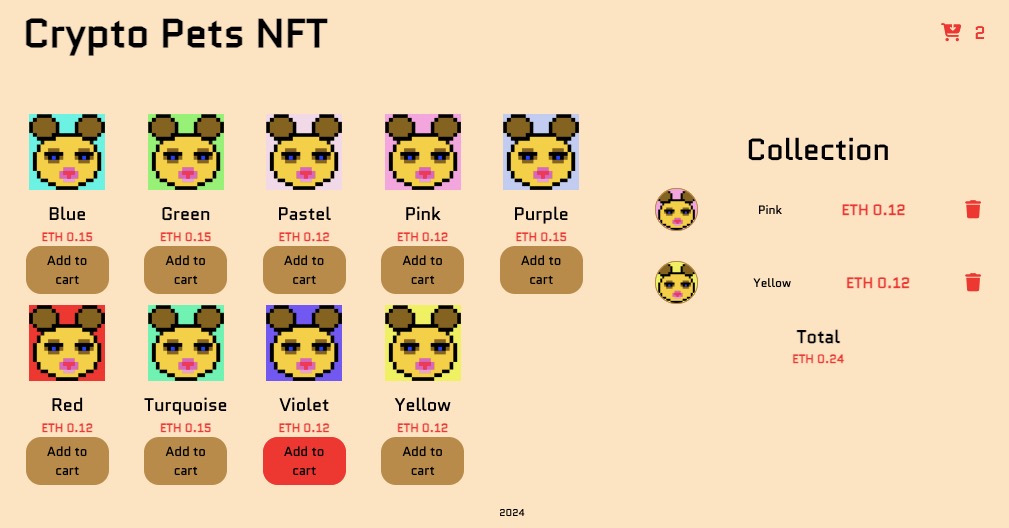 Crypto Pets NFT
2
Blue
ETH 0.15
Add to
cart
Green
ETH 0.15
Add to
cart
Pastel
ETH 0.12
Add to
cart
Pink
ETH 0.12
Add to
cart
Purple
ETH 0.15
Add to
cart
Red
ETH 0.12
Add to
cart
Turquoise
ETH 0.15
Add to
cart
Violet
ETH 0.12
Add to
cart
Yellow
ETH 0.12
Add to
cart
Collection
Pink ETH 0.12
Yellow ETH 0.12
Total
ETH 0.24
2024